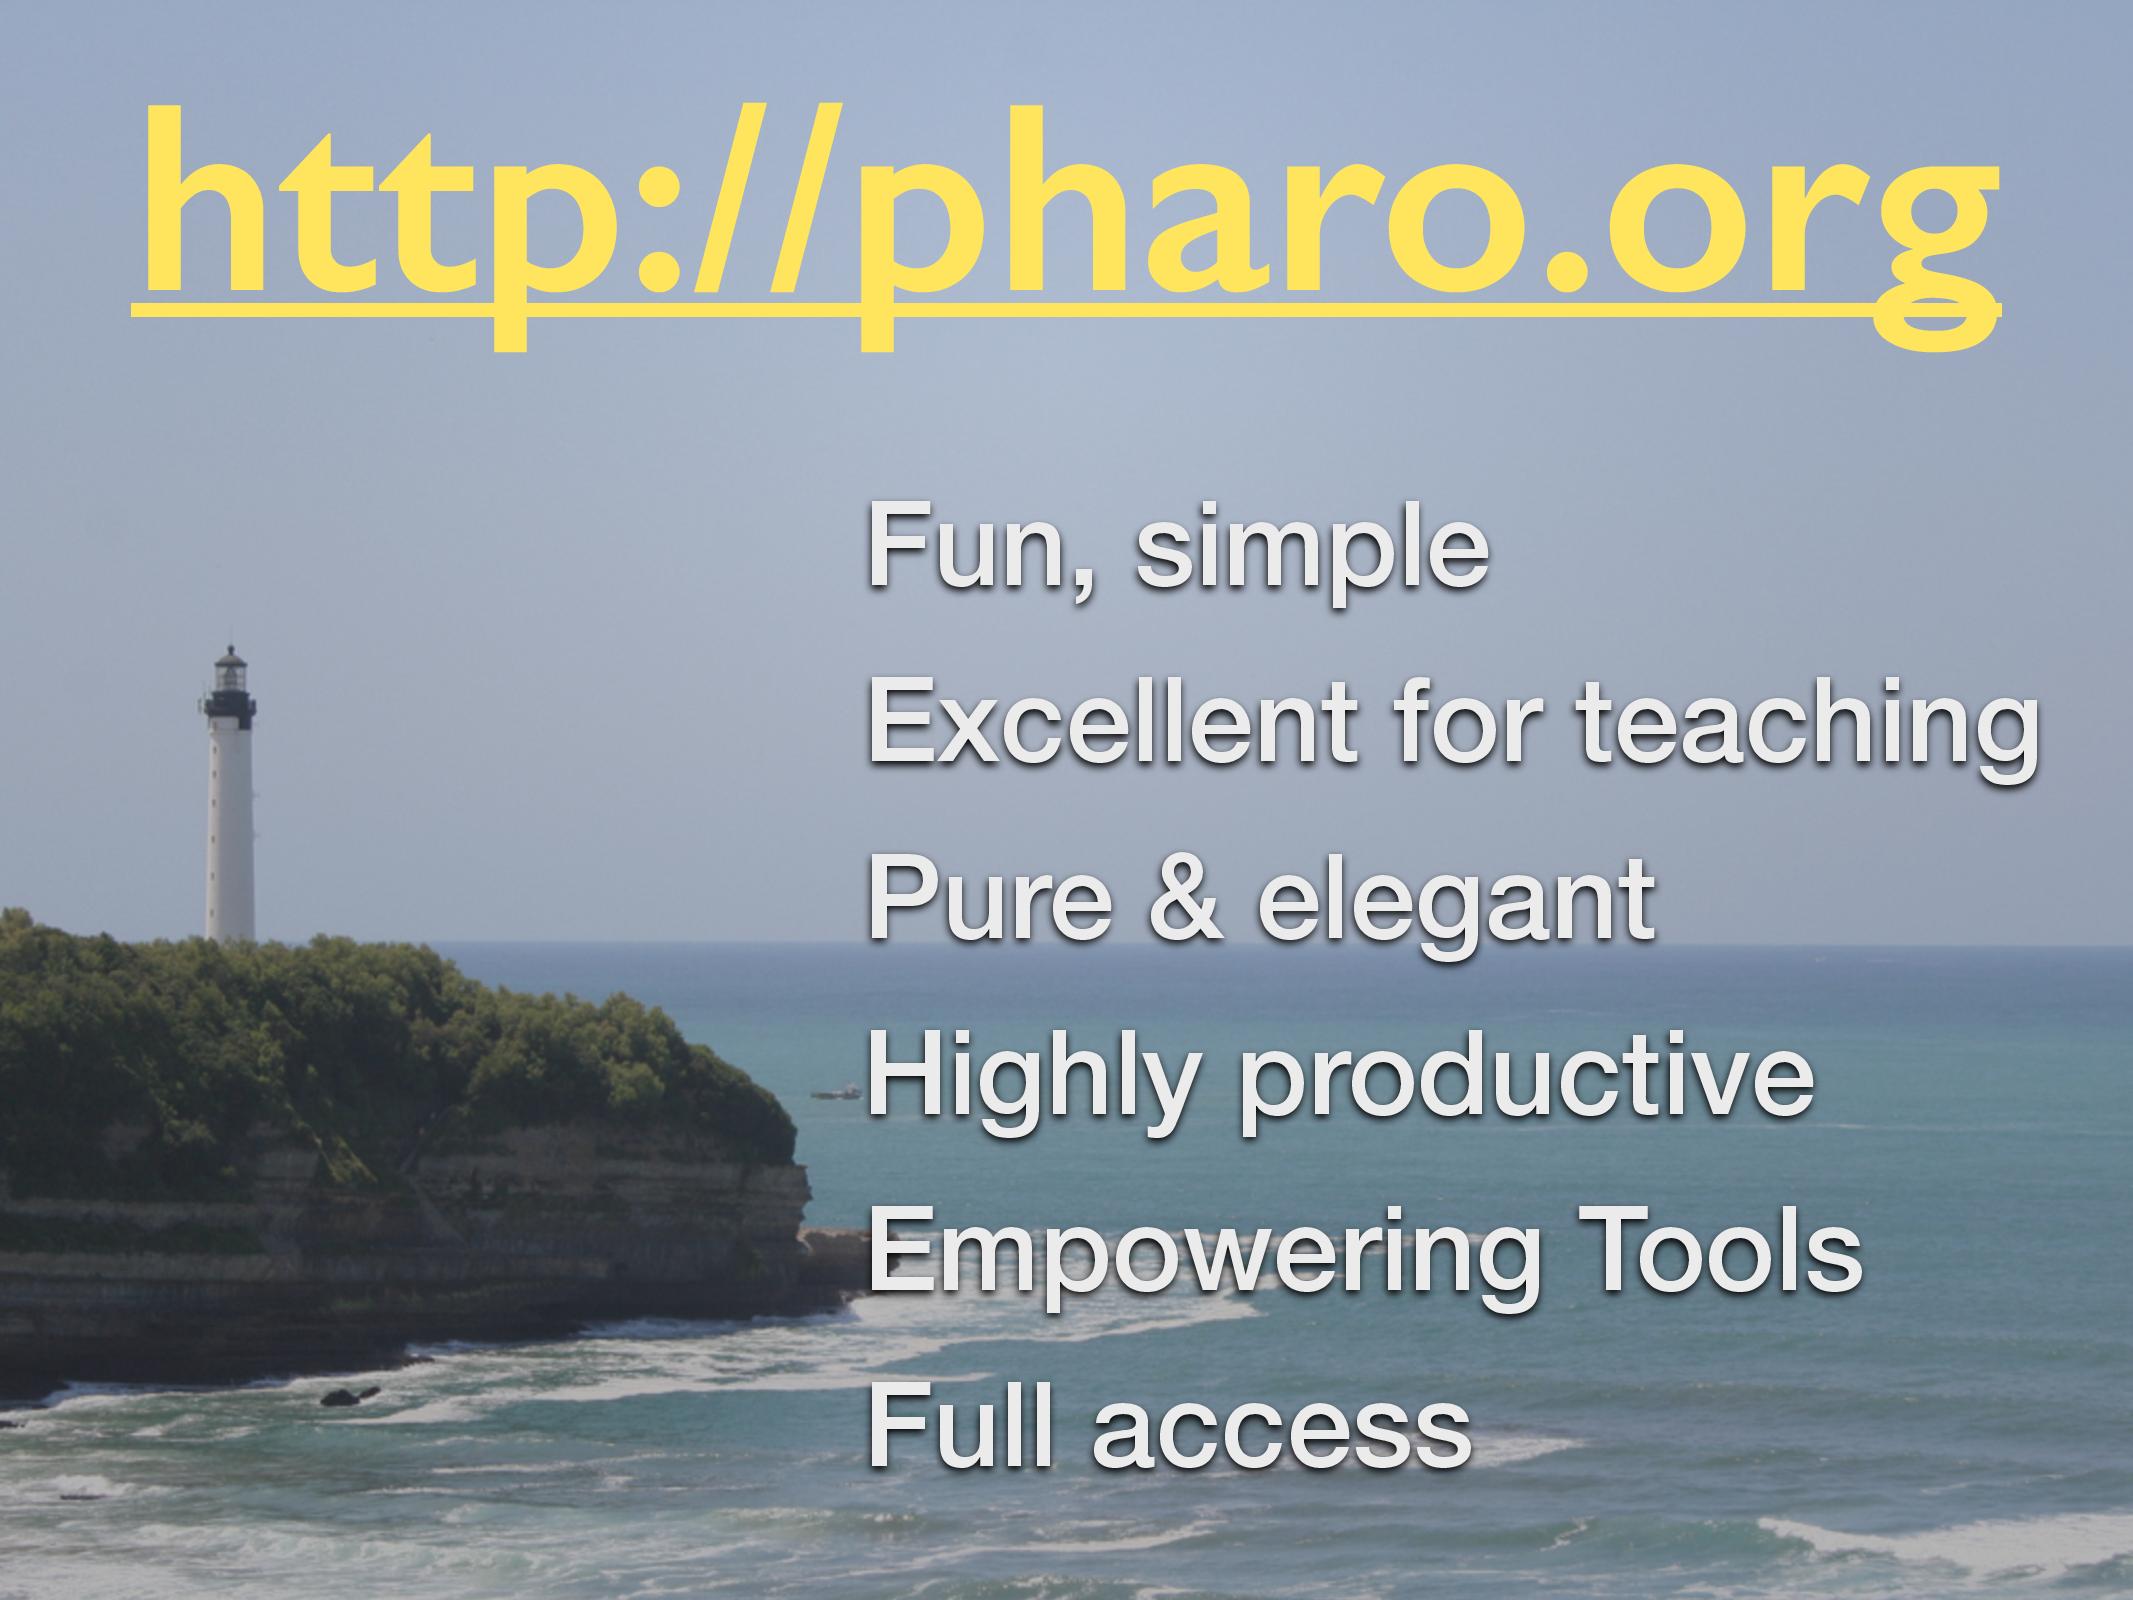 http://pharo.org
Fun, simple
Excellent for teaching
Pure & elegant
Highly productive
Empowering Tools
Full access